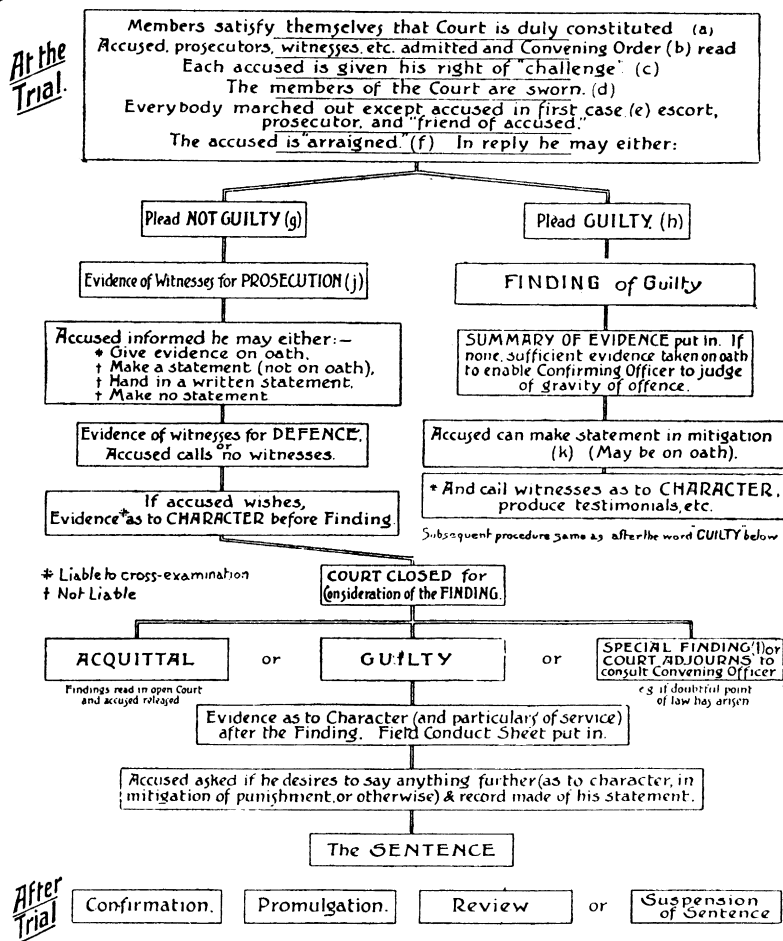 At the
Trial.
Members satisfy themselves that Court is duly constituted (a)
Accused, prosecutors, witnesses, etc. admitted and Convening Order (b) read
Each accused is given his right of "challenge" (c)
The members of the Court are sworn. (d)
Everybody marched out except accused in first case (e) escort,
prosecutor, and "friend of accused."
The accused is "arraigned." (f) In reply he may either:
Plead NOT GUILTY (g)
Evidence of Witnesses for PROSECUTION (j)
Accused informed he may either:—
* Give evidence on oath,
† Make a statement (not on oath),
† Hand in a written statement,
† Make no statement
Evidence of witnesses for DEFENCE,
or
Accused calls no witnesses.
If accused wishes,
Evidence * as to CHARACTER before Finding.
* Liable to cross-examination
† Not Liable
Plead GUILTY. (h)
FINDING of Guilty
SUMMARY OF EVIDENCE put in. If
none, sufficient evidence taken on oath
to enable Confirming Officer to judge
of gravity of offence.
Accused can make statement in mitigation
(k) (May be on oath).
* And call witnesses as to CHARACTER,
produce testimonials, etc.
Subsequent procedure same as after the word "GUILTY" below
COURT CLOSED for
Consideration of the FINDING.
ACQUITTAL
Findings read in open Court
and accused released
or
GUILTY
or
SPECIAL FINDING (l) or
COURT ADJOURNS to
consult Convening Officer
e.g. if doubtful point
of law has arisen
Evidence as to Character (and particulars of service)
after the Finding. Field Conduct Sheet put in.
Accused asked if he desires to say anything further (as to character, in
mitigation of punishment, or otherwise) & record made of his statement.
The SENTENCE
After
Trial
Confirmation.
Promulgation.
Review
or
Suspension
of Sentence